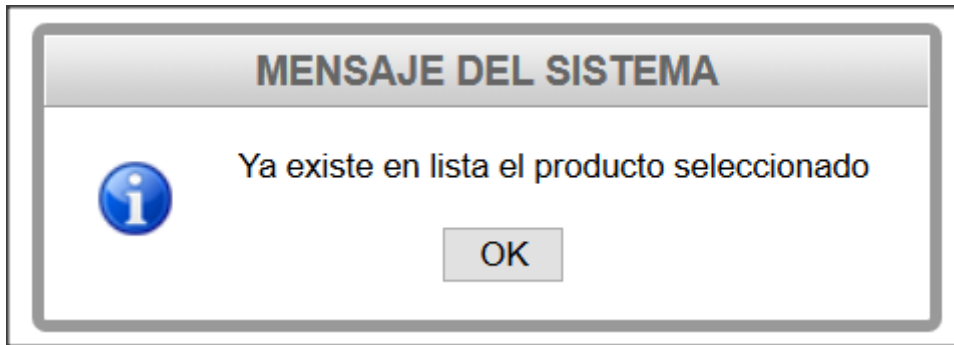 MENSAJE DEL SISTEMA
Ya existe en lista el producto seleccionado
OK